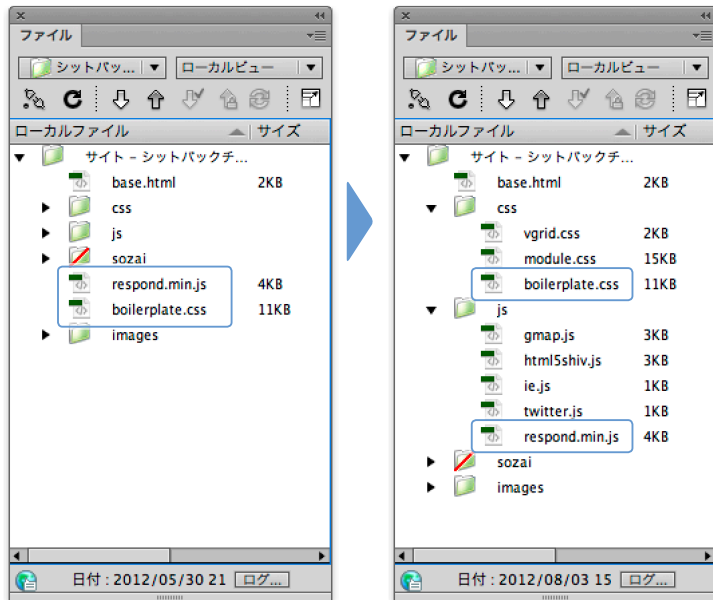 ファイル
シットバッ...
ローカルビュー
ローカルファイル サイズ
サイト – シットバックチ...
base.html 2KB
css
js
sozai
respond.min.js 4KB
boilerplate.css 11KB
images
日付 : 2012/05/30 21 ログ...
ファイル
シットバッ...
ローカルビュー
ローカルファイル サイズ
サイト – シットバックチ...
base.html 2KB
css
vgrid.css 2KB
module.css 15KB
boilerplate.css 11KB
js
gmap.js 3KB
html5shiv.js 3KB
ie.js 1KB
twitter.js 1KB
respond.min.js 4KB
sozai
images
日付 : 2012/08/03 15 ログ...